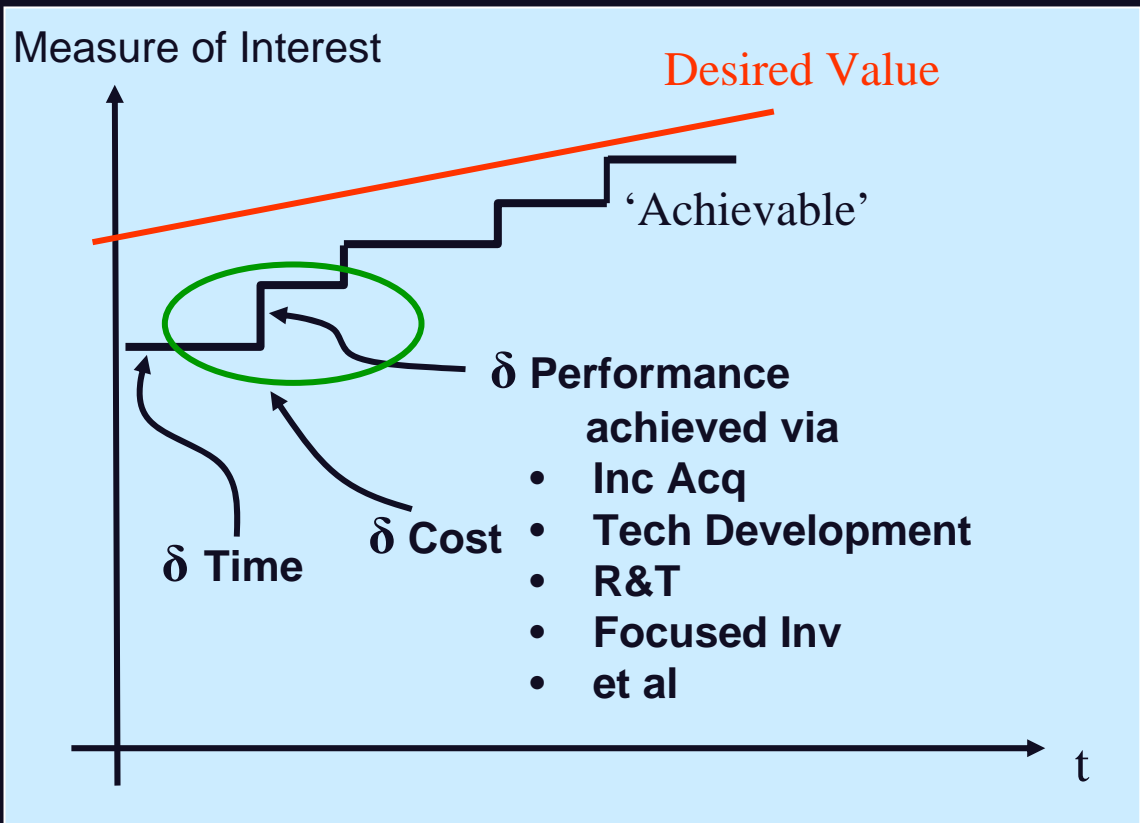 Measure of Interest
Desired Value
‘Achievable’
δ Performance
achieved via
• Inc Acq
• Tech Development
• R&T
• Focused Inv
• et al
δ Cost
δ Time
t